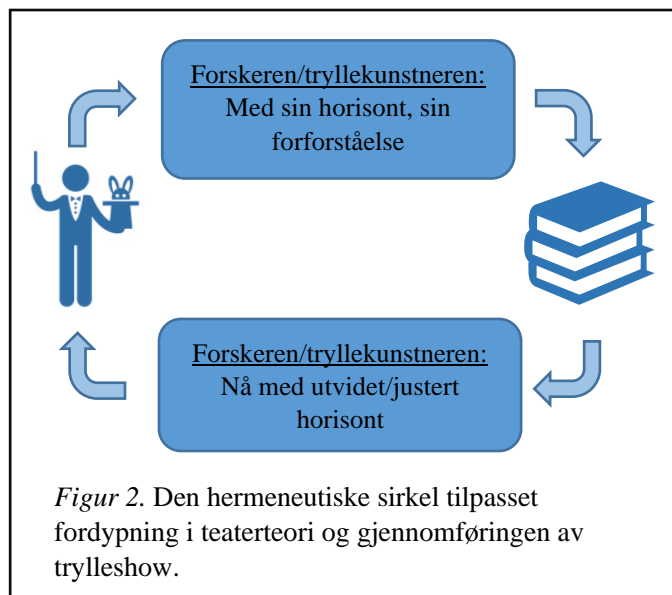 Forskeren/tryllekunstneren:
Med sin horisont, sin
forforståelse
Forskeren/tryllekunstneren:
Nå med utvidet/justert
horisont
Figur 2. Den hermeneutiske sirkel tilpasset
fordypning i teaterteori og gjennomføringen av
trylleshow.